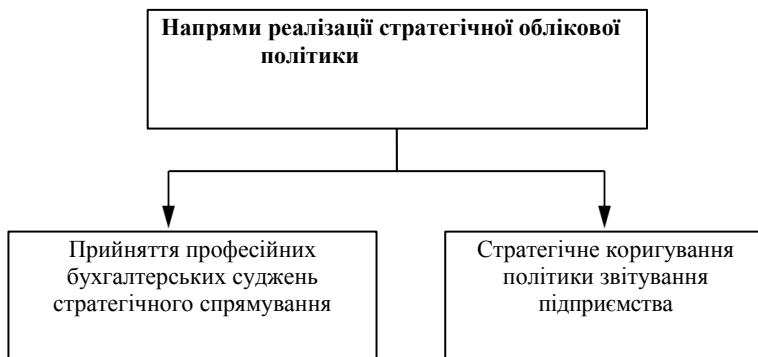 Напрями реалізації стратегічної облікової
політики
Прийняття професійних
бухгалтерських суджень
стратегічного спрямування
Стратегічне коригування
політики звітування
підприємства